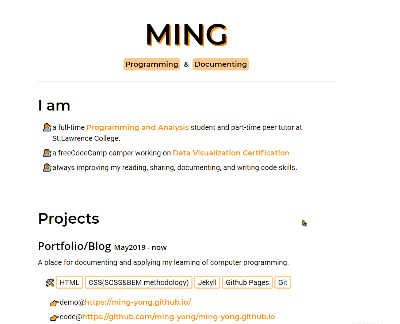 MING
Programming & Documenting
I am
a full-time Programming and Analysis student and part-time peer tutor at
St.Lawrence College.
a freeCodeCamp camper working on Data Visualization Certification.
always improving my reading, sharing, documenting, and writing code skills.
Projects
Portfolio/Blog May2019 - now
A place for documenting and applying my learning of computer programming.
HTML CSS(SCSS&BEM methodology) Jekyll Github Pages Git
demo@https://ming-yong.github.io/
code@https://github.com/ming-yong/ming-yong.github.io